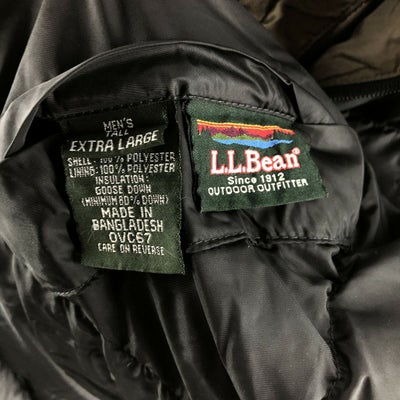 MEN'S
TALL
EXTRA LARGE
SHELL: 100% POLYESTER
LINING: 100% POLYESTER
INSULATION:
GOOSE DOWN
(MINIMUM 80% DOWN)
MADE IN
BANGLADESH
OVC67
CARE ON REVERSE
L.L.Bean®
Since 1912
OUTDOOR OUTFITTER